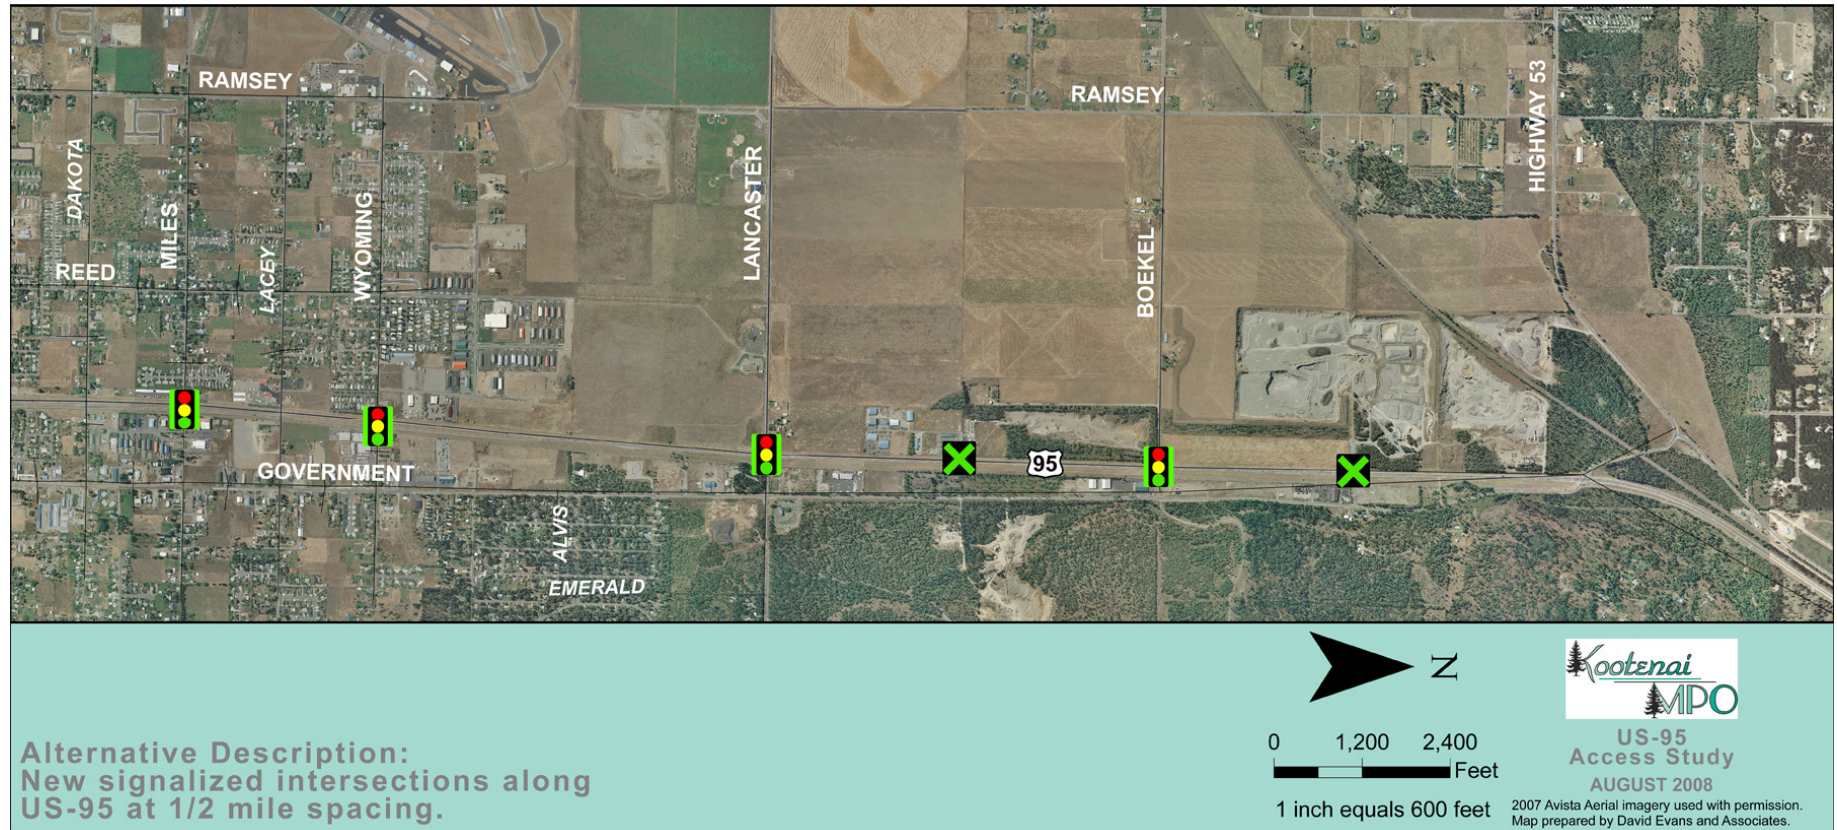 RAMSEY
RAMSEY
HIGHWAY 53
DAKOTA
MILES
LACEY
WYOMING
LANCASTER
BOEKEL
REED
GOVERNMENT
95
ALVIS
EMERALD
Alternative Description:
New signalized intersections along
US-95 at 1/2 mile spacing.
N
0 1,200 2,400
Feet
1 inch equals 600 feet
Kootenai
MPO
US-95
Access Study
AUGUST 2008
2007 Avista Aerial imagery used with permission.
Map prepared by David Evans and Associates.